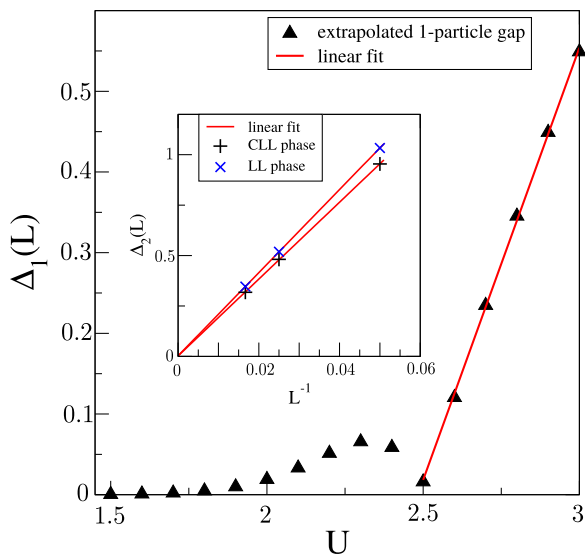 extrapolated 1-particle gap
linear fit
0.5
0.4
0.3
0.2
0.1
0
1.5
2
2.5
3
U
Δ₁(L)
linear fit
CLL phase
LL phase
1
0.5
0
0
0.02
0.04
0.06
L⁻¹
Δ₂(L)